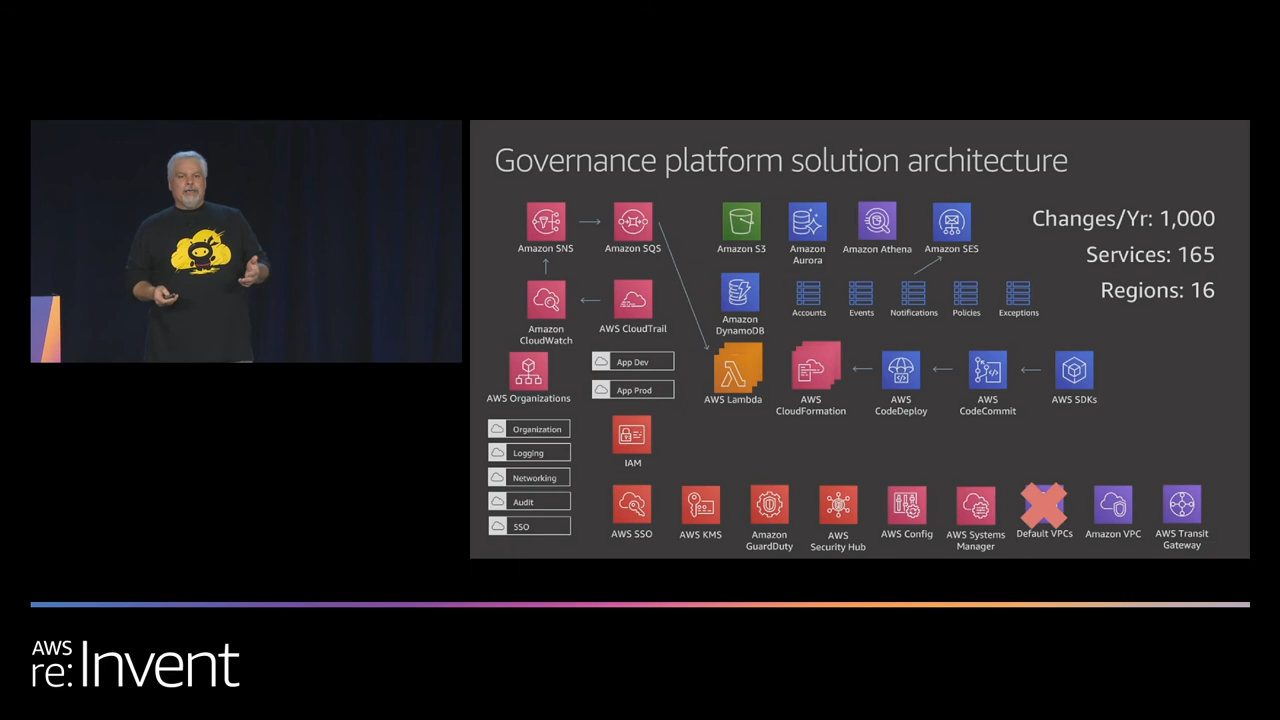 Governance platform solution architecture
Changes/Yr: 1,000
Services: 165
Regions: 16
Amazon SNS
Amazon SQS
Amazon S3
Amazon
Aurora
Amazon Athena
Amazon SES
Amazon
CloudWatch
AWS CloudTrail
Amazon
DynamoDB
Accounts
Events
Notifications
Policies
Exceptions
AWS Organizations
App Dev
App Prod
AWS Lambda
AWS
CloudFormation
AWS
CodeDeploy
AWS
CodeCommit
AWS SDKs
Organization
Logging
Networking
Audit
SSO
IAM
AWS SSO
AWS KMS
Amazon
GuardDuty
AWS
Security Hub
AWS Config
AWS Systems
Manager
Default VPCs
Amazon VPC
AWS Transit
Gateway
AWS
re:Invent